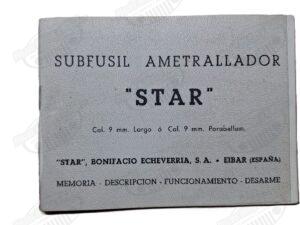 SUBFUSIL AMETRALLADOR
"STAR"
Cal. 9 mm. Largo ó Cal. 9 mm. Parabellum.
"STAR", BONIFACIO ECHEVERRIA, S. A. - EIBAR (ESPAÑA)
MEMORIA - DESCRIPCION - FUNCIONAMIENTO - DESARME